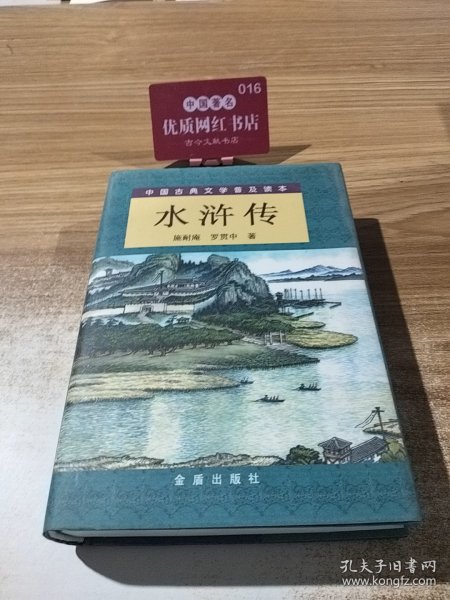 016
中国著名
优质网红书店
古今文献书店
中国古典文学普及读本
水浒传
施耐庵 罗贯中 著
金盾出版社
孔夫子旧书网
www.kongfz.com